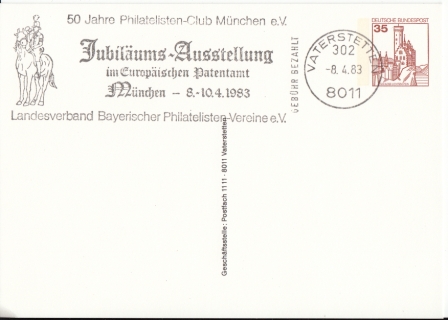 50 Jahre Philatelisten-Club München e.V.
Jubiläums-Ausstellung
im Europäischen Patentamt
München – 8.-10.4.1983
Landesverband Bayerischer Philatelisten-Vereine e.V.
GEBÜHR BEZAHLT
VATERSTETTEN
302
-8.4.83
8011
DEUTSCHE BUNDESPOST
35
Geschäftsstelle: Postfach 1111 - 8011 Vaterstetten